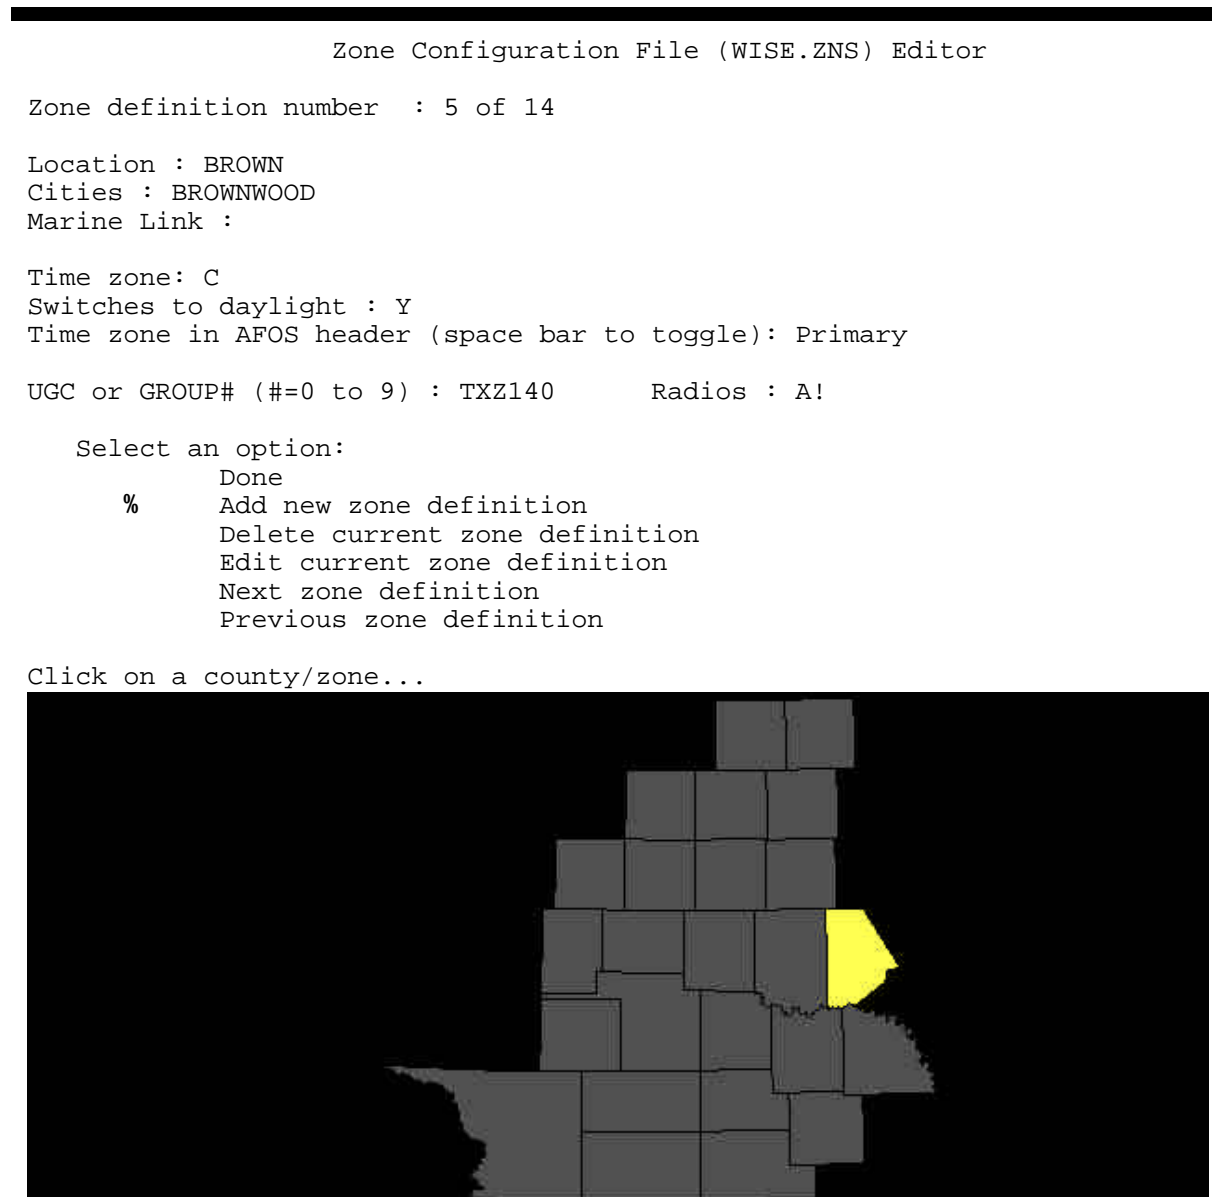 Zone Configuration File (WISE.ZNS) Editor
Zone definition number : 5 of 14
Location : BROWN
Cities : BROWNWOOD
Marine Link :
Time zone: C
Switches to daylight : Y
Time zone in AFOS header (space bar to toggle): Primary
UGC or GROUP# (#=0 to 9) : TXZ140 Radios : A!
Select an option:
Done
% Add new zone definition
Delete current zone definition
Edit current zone definition
Next zone definition
Previous zone definition
Click on a county/zone...